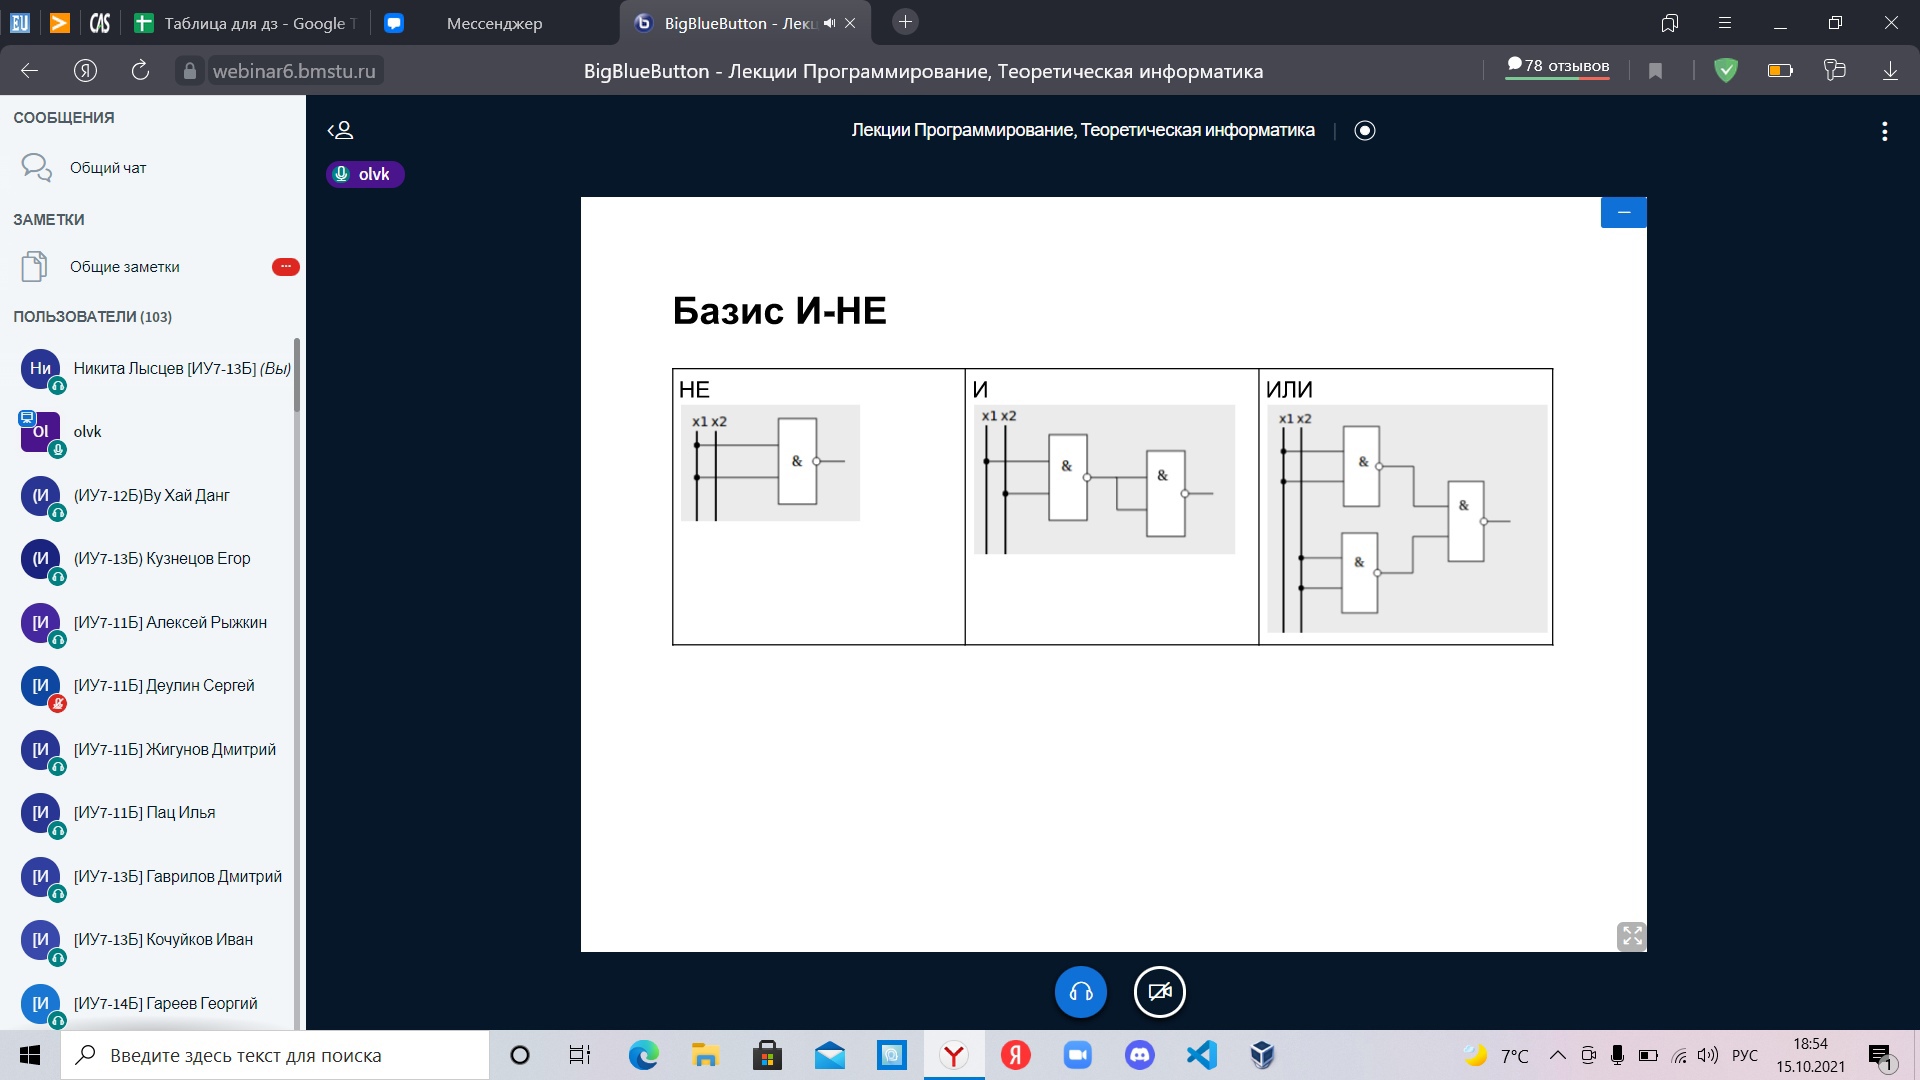 EU
CAS
Таблица для дз - Google Т
Мессенджер
BigBlueButton - Лекц
webinar6.bmstu.ru
BigBlueButton - Лекции Программирование, Теоретическая информатика
78 отзывов
СООБЩЕНИЯ
Общий чат
ЗАМЕТКИ
Общие заметки
ПОЛЬЗОВАТЕЛИ (103)
Ни
Никита Лысцев [ИУ7-13Б] (Вы)
Ol
olvk
(И
(ИУ7-12Б)Ву Хай Данг
(И
(ИУ7-13Б) Кузнецов Егор
[И
[ИУ7-11Б] Алексей Рыжкин
[И
[ИУ7-11Б] Деулин Сергей
[И
[ИУ7-11Б] Жигунов Дмитрий
[И
[ИУ7-11Б] Пац Илья
[И
[ИУ7-13Б] Гаврилов Дмитрий
[И
[ИУ7-13Б] Кочуйков Иван
[И
[ИУ7-14Б] Гареев Георгий
Лекции Программирование, Теоретическая информатика
olvk
Базис И-НЕ
НЕ
x1 x2
&
И
x1 x2
&
&
ИЛИ
x1 x2
&
&
&
Введите здесь текст для поиска
7°C
РУС
18:54
15.10.2021
1